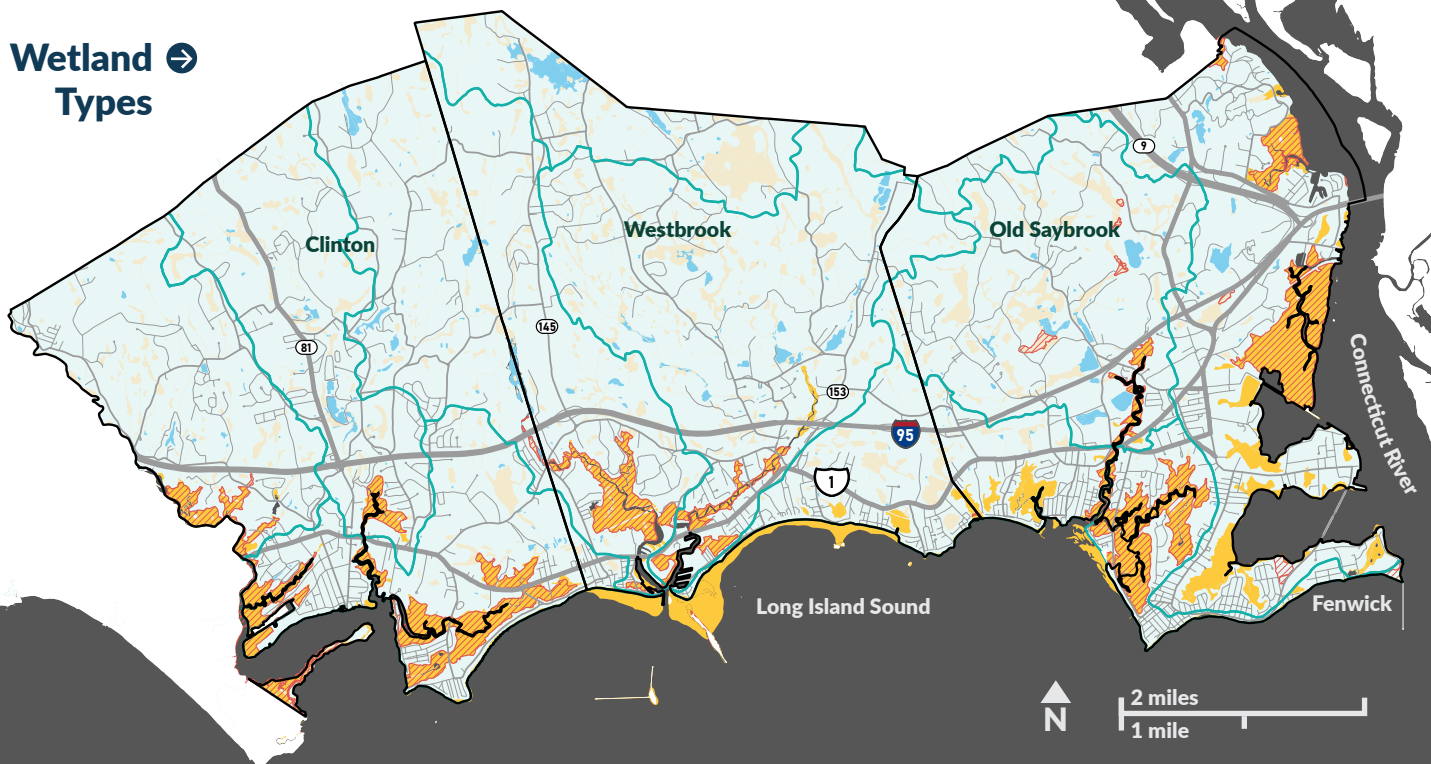 Wetland
Types
9
Clinton
Westbrook
Old Saybrook
145
81
153
95
1
Connecticut River
Long Island Sound
Fenwick
N
2 miles
1 mile